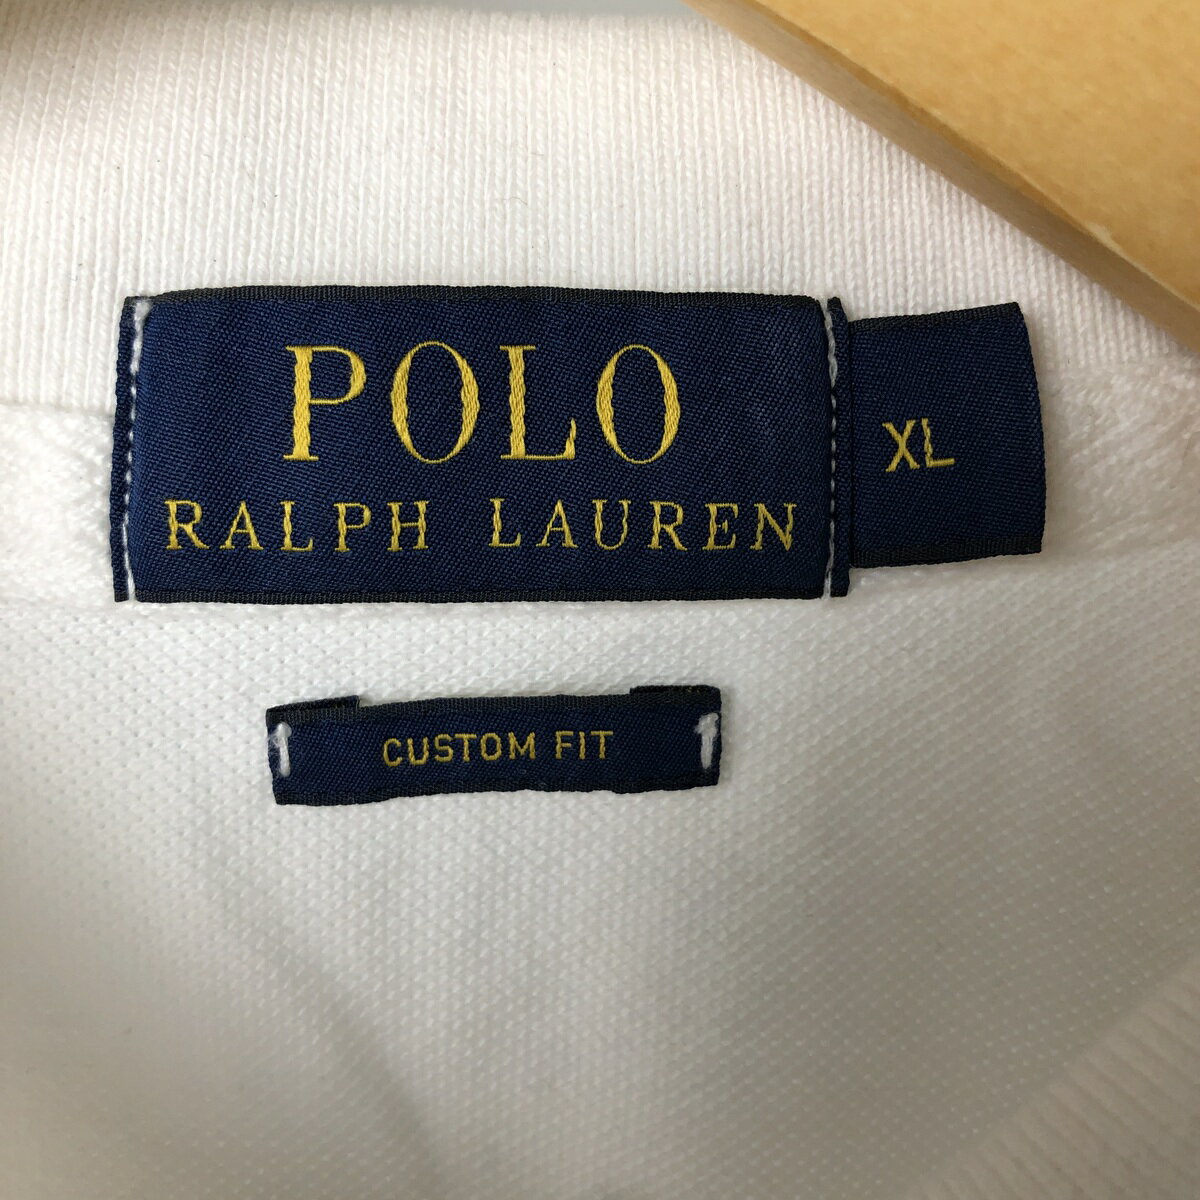 POLO
RALPH LAUREN
XL
CUSTOM FIT